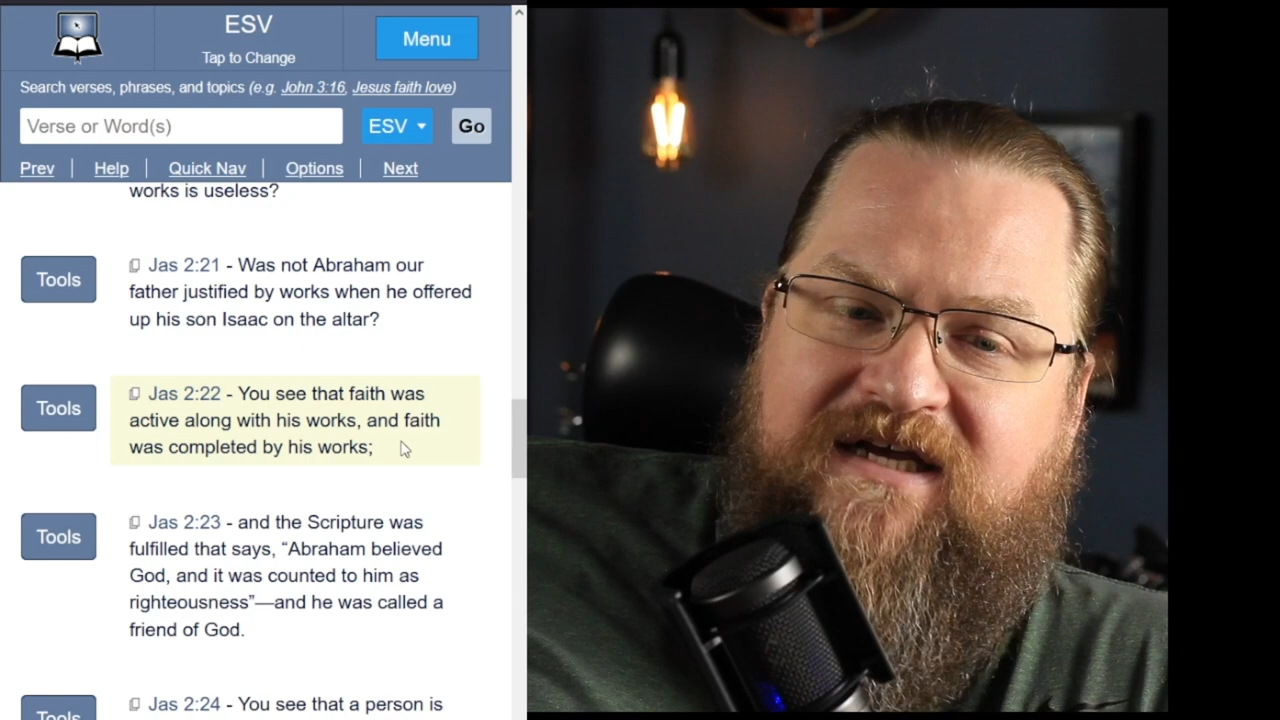 ESV
Menu
Tap to Change
Search verses, phrases, and topics (e.g. John 3:16, Jesus faith love)
Verse or Word(s)
ESV
Go
Prev
Help
Quick Nav
Options
Next
works is useless?
Tools
Jas 2:21 - Was not Abraham our
father justified by works when he offered
up his son Isaac on the altar?
Tools
Jas 2:22 - You see that faith was
active along with his works, and faith
was completed by his works;
Tools
Jas 2:23 - and the Scripture was
fulfilled that says, “Abraham believed
God, and it was counted to him as
righteousness”—and he was called a
friend of God.
Tools
Jas 2:24 - You see that a person is